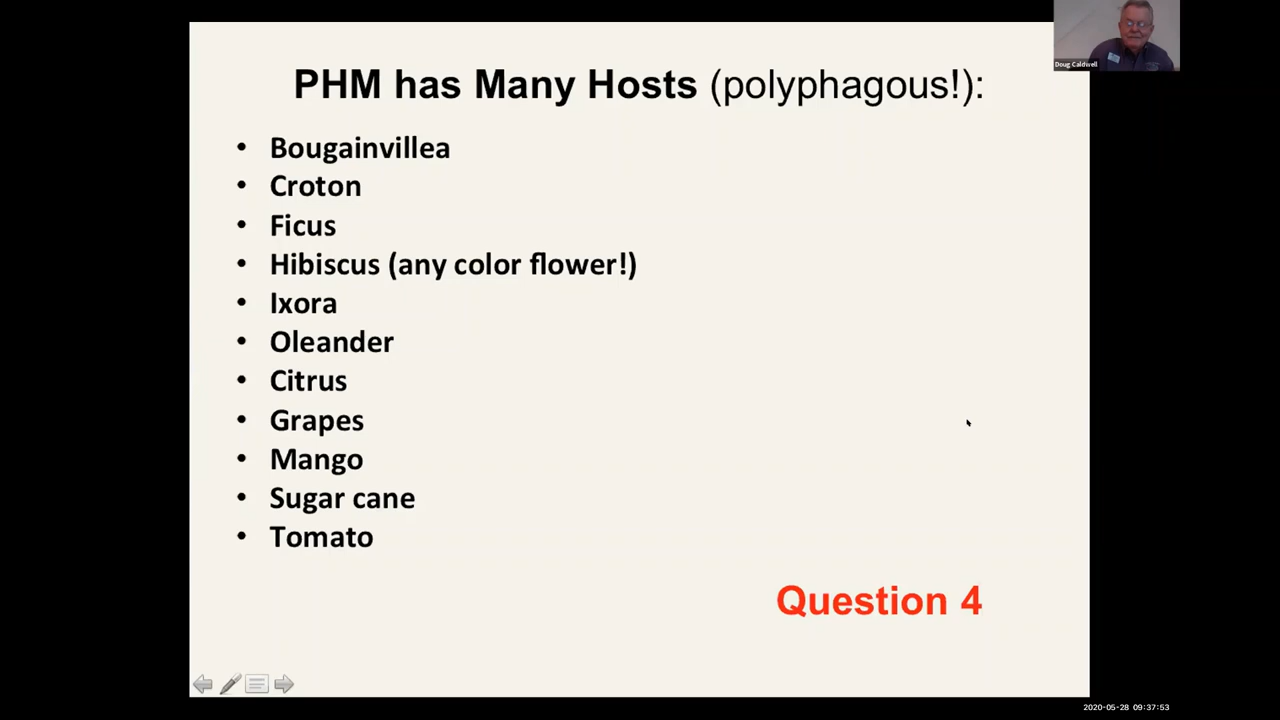 Doug Caldwell
PHM has Many Hosts (polyphagous!):
• Bougainvillea
• Croton
• Ficus
• Hibiscus (any color flower!)
• Ixora
• Oleander
• Citrus
• Grapes
• Mango
• Sugar cane
• Tomato
Question 4
2020-05-28 09:37:53